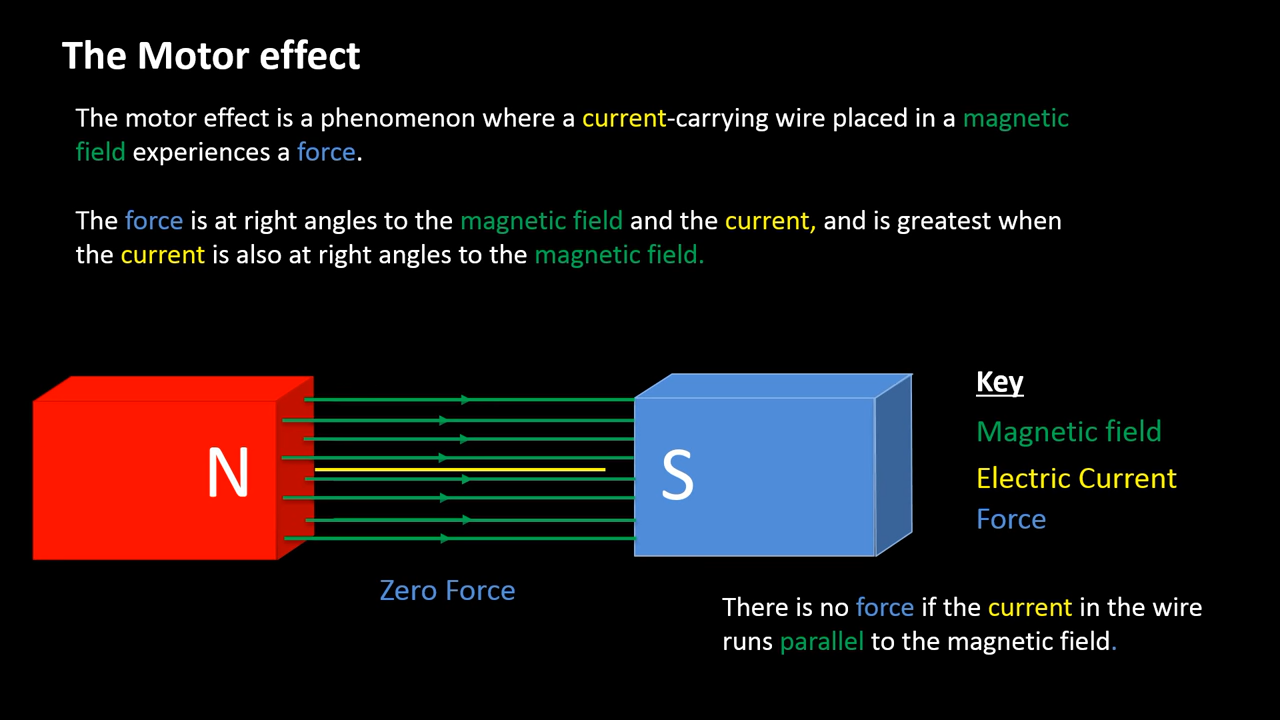 The Motor effect
The motor effect is a phenomenon where a current-carrying wire placed in a magnetic
field experiences a force.
The force is at right angles to the magnetic field and the current, and is greatest when
the current is also at right angles to the magnetic field.
N
S
Key
Magnetic field
Electric Current
Force
Zero Force
There is no force if the current in the wire
runs parallel to the magnetic field.